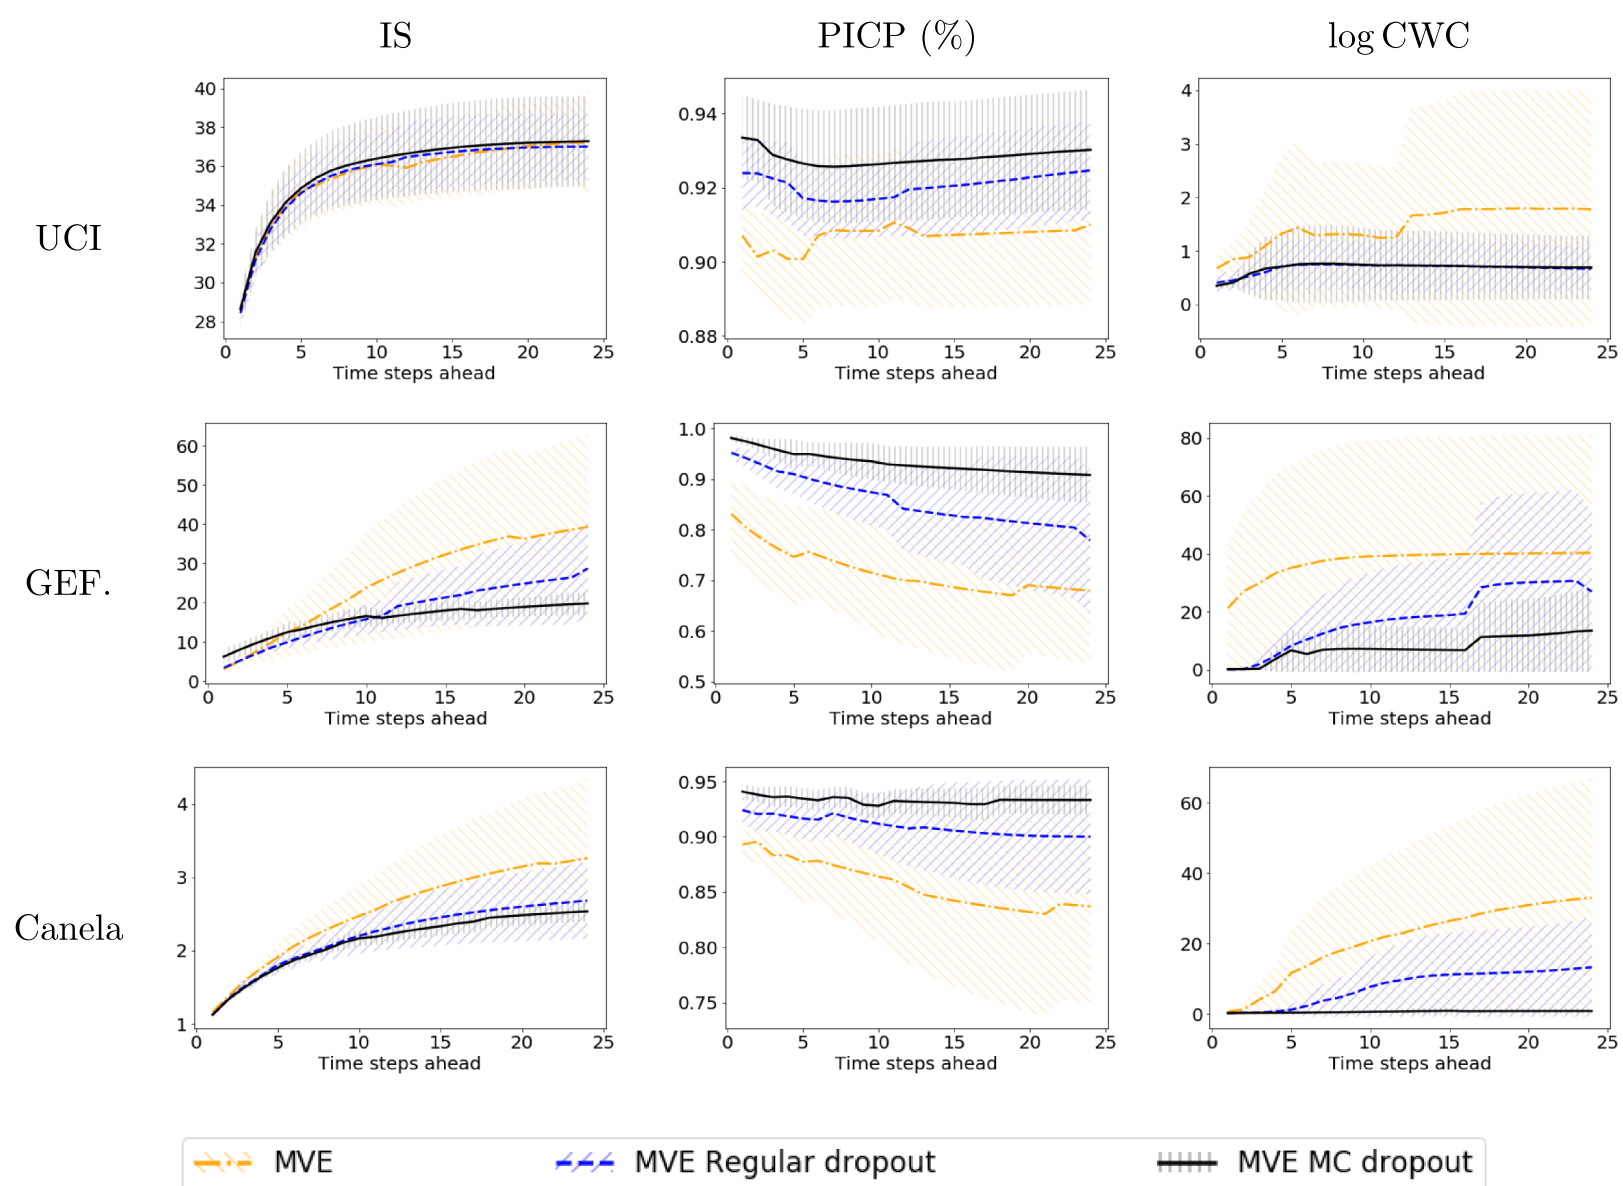 IS PICP (%) log CWC
UCI
40
38
36
34
32
30
28
0 5 10 15 20 25
Time steps ahead
0.94
0.92
0.90
0.88
0 5 10 15 20 25
Time steps ahead
4
3
2
1
0
0 5 10 15 20 25
Time steps ahead
GEF.
60
50
40
30
20
10
0
0 5 10 15 20 25
Time steps ahead
1.0
0.9
0.8
0.7
0.6
0.5
0 5 10 15 20 25
Time steps ahead
80
60
40
20
0
0 5 10 15 20 25
Time steps ahead
Canela
4
3
2
1
0 5 10 15 20 25
Time steps ahead
0.95
0.90
0.85
0.80
0.75
0 5 10 15 20 25
Time steps ahead
60
40
20
0
0 5 10 15 20 25
Time steps ahead
MVE MVE Regular dropout MVE MC dropout